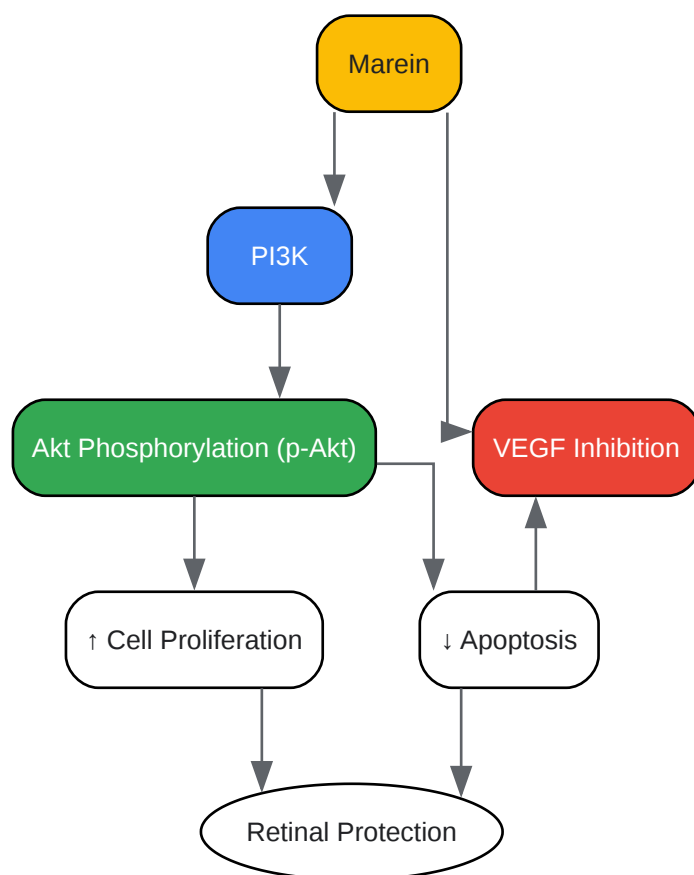 Marein
PI3K
Akt Phosphorylation (p-Akt)
VEGF Inhibition
↑ Cell Proliferation
↓ Apoptosis
Retinal Protection